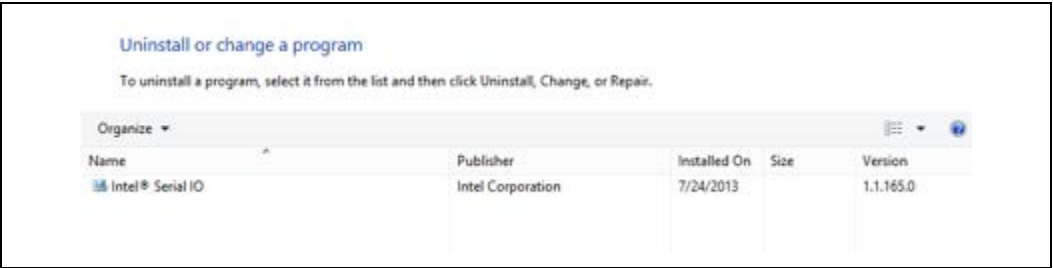 Uninstall or change a program
To uninstall a program, select it from the list and then click Uninstall, Change, or Repair.
Organize
Name Publisher Installed On Size Version
Intel® Serial IO Intel Corporation 7/24/2013 1.1.165.0